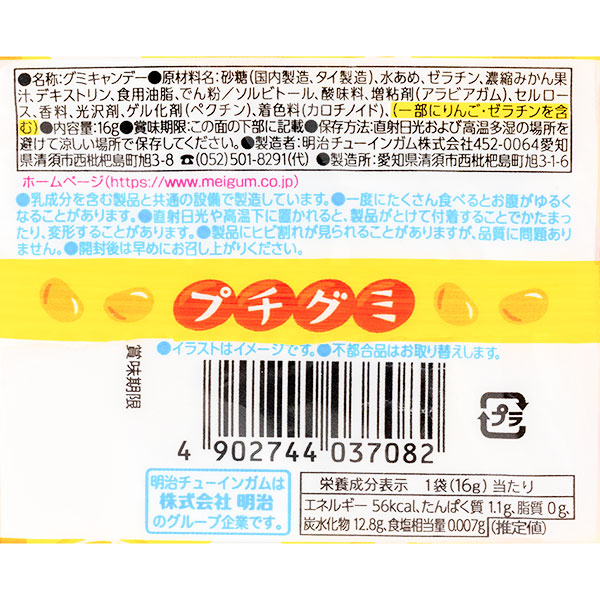 ●名称:グミキャンデー●原材料名:砂糖(国内製造、タイ製造)、水あめ、ゼラチン、濃縮みかん果
汁、デキストリン、食用油脂、でん粉／ソルビトール、酸味料、増粘剤(アラビアガム)、セルロー
ス、香料、光沢剤、ゲル化剤(ペクチン)、着色料(カロチノイド)、(一部にりんご・ゼラチンを含
む)●内容量:16g●賞味期限:この面の下部に記載●保存方法:直射日光および高温多湿の場所を
避けて涼しい場所で保存してください。●製造者:明治チューインガム株式会社452-0064愛知
県清須市西枇杷島町旭3-8 ☎(052)501-8291(代) ●製造所:愛知県清須市西枇杷島町旭3-1-6
ホームページ(https://www.meigum.co.jp)
●乳成分を含む製品と共通の設備で製造しています。●一度にたくさん食べるとお腹がゆるく
なることがあります。●直射日光や高温下に置かれると、製品がとけて付着することでかたまっ
たり、変形することがあります。●製品にヒビ割れが見られることがありますが、品質に問題あり
ません。●開封後は早めにお召し上がりください。
プチグミ
●イラストはイメージです。●不都合品はお取り替えします。
賞味期限
4 902744 037082
プラ
明治チューインガムは
株式会社 明治
のグループ企業です。
栄養成分表示 1袋(16g)当たり
エネルギー 56kcal、たんぱく質 1.1g、脂質 0g、
炭水化物 12.8g、食塩相当量 0.007g (推定値)